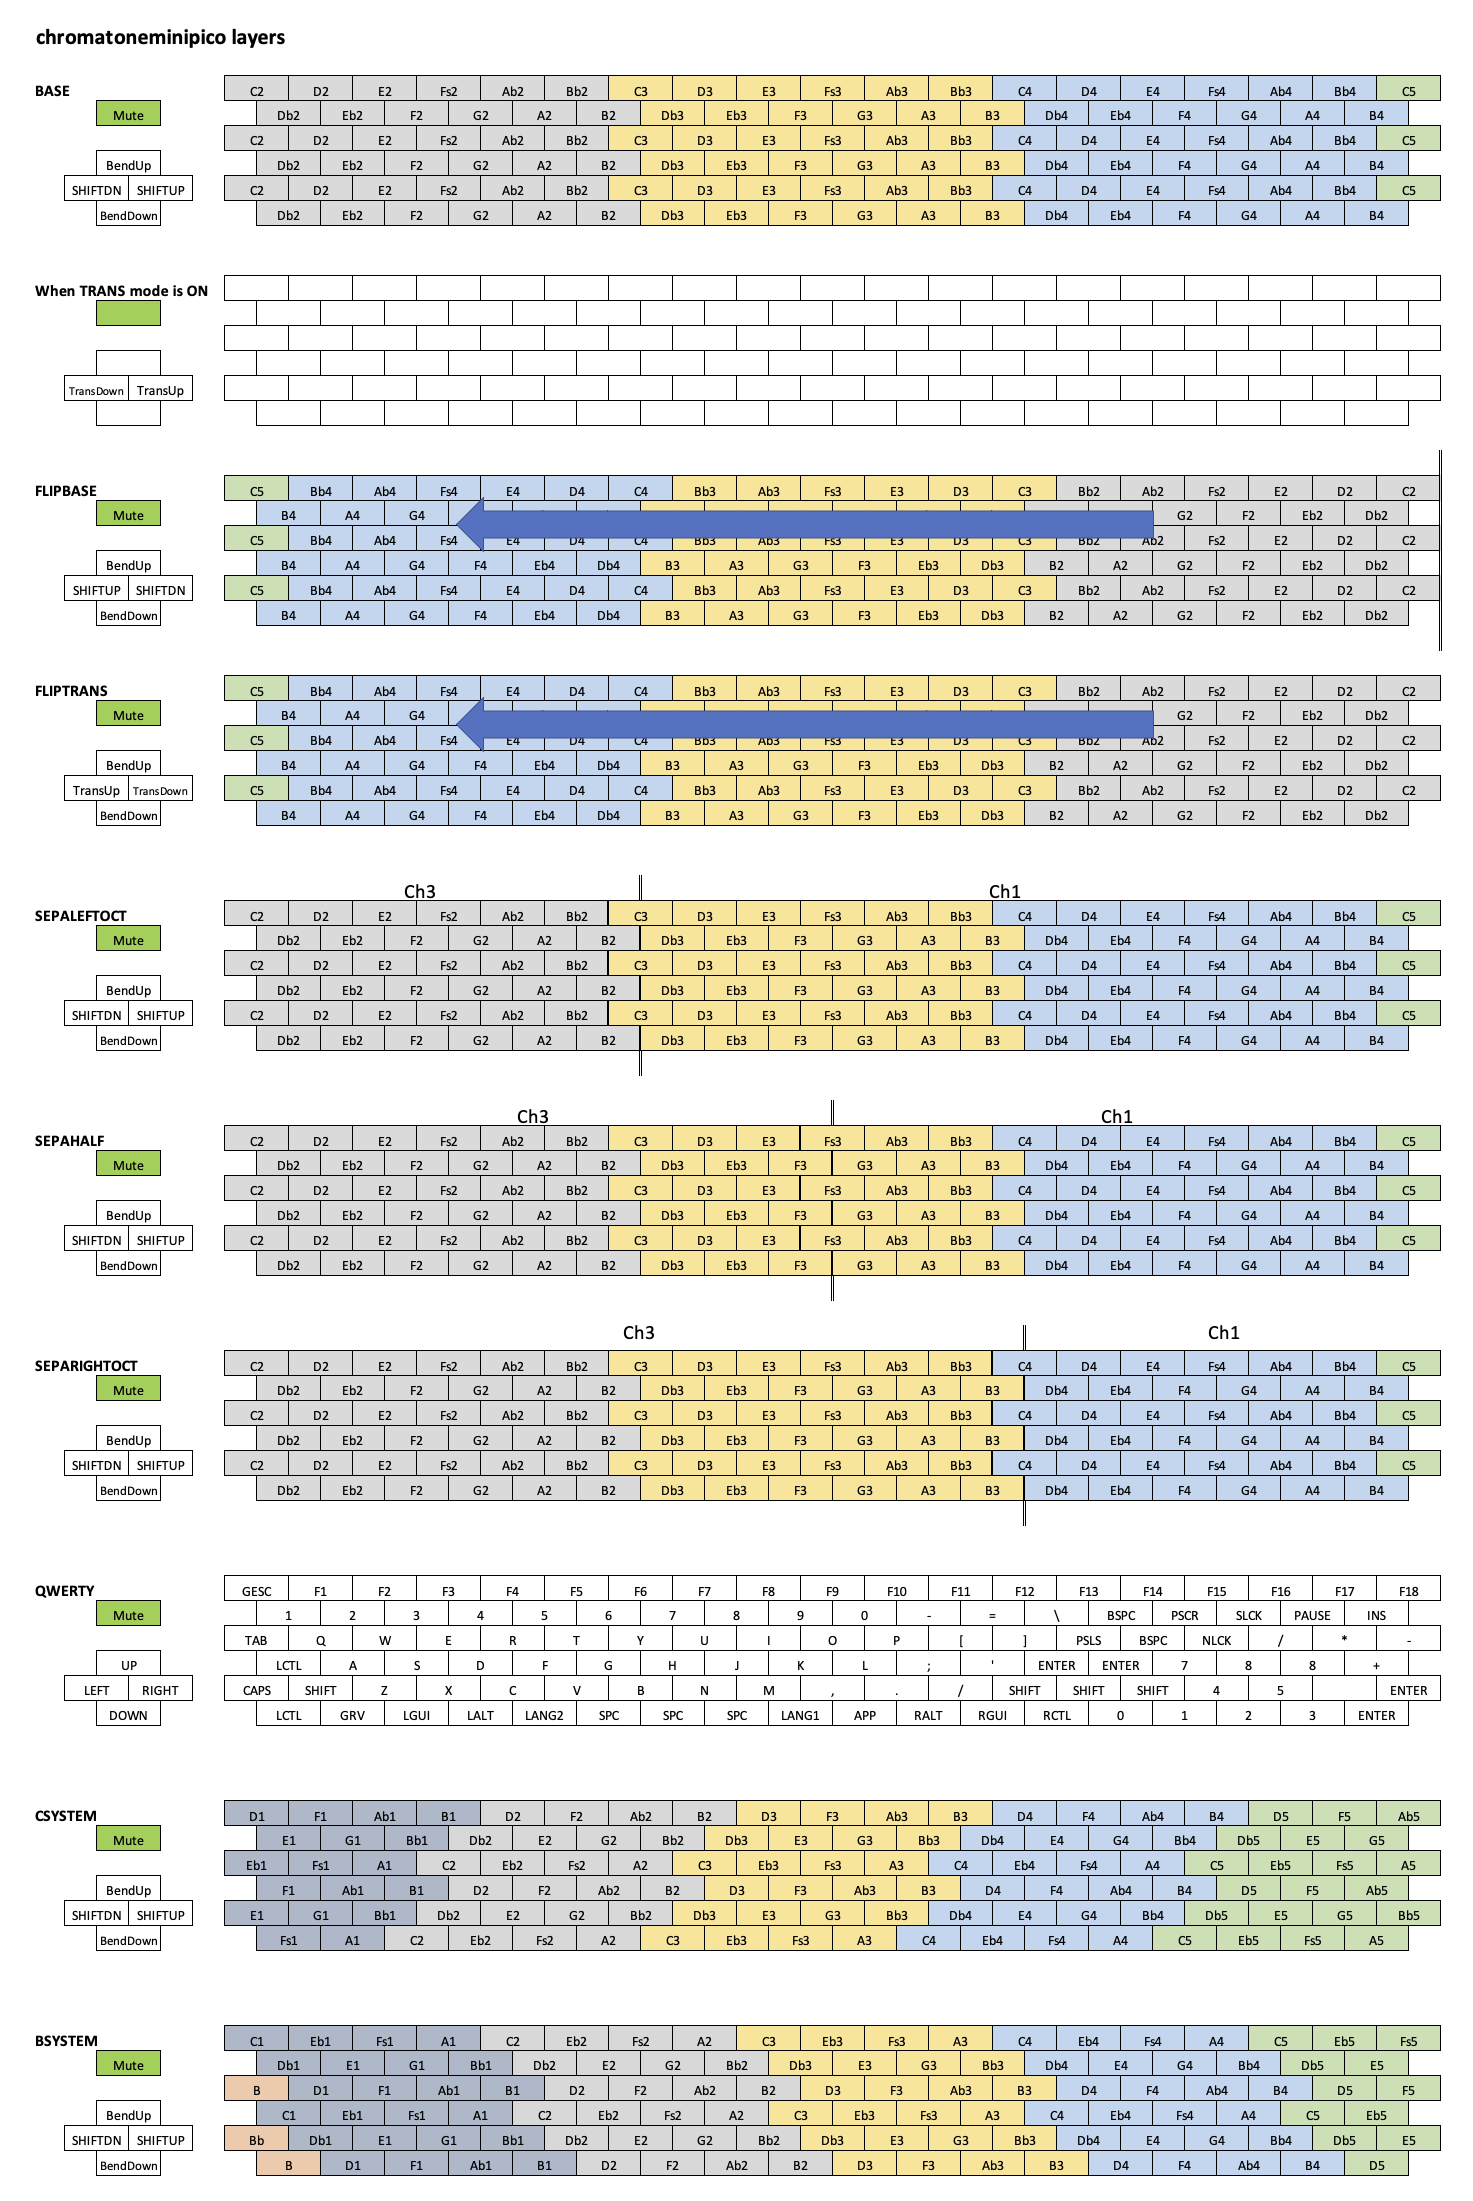 chromatoneminipico layers
BASE C2 D2 E2 Fs2 Ab2 Bb2 C3 D3 E3 Fs3 Ab3 Bb3 C4 D4 E4 Fs4 Ab4 Bb4 C5
Mute Db2 Eb2 F2 G2 A2 B2 Db3 Eb3 F3 G3 A3 B3 Db4 Eb4 F4 G4 A4 B4
C2 D2 E2 Fs2 Ab2 Bb2 C3 D3 E3 Fs3 Ab3 Bb3 C4 D4 E4 Fs4 Ab4 Bb4 C5
BendUp Db2 Eb2 F2 G2 A2 B2 Db3 Eb3 F3 G3 A3 B3 Db4 Eb4 F4 G4 A4 B4
SHIFTDN SHIFTUP C2 D2 E2 Fs2 Ab2 Bb2 C3 D3 E3 Fs3 Ab3 Bb3 C4 D4 E4 Fs4 Ab4 Bb4 C5
BendDown Db2 Eb2 F2 G2 A2 B2 Db3 Eb3 F3 G3 A3 B3 Db4 Eb4 F4 G4 A4 B4
When TRANS mode is ON
TransDown TransUp
FLIPBASE C5 Bb4 Ab4 Fs4 E4 D4 C4 Bb3 Ab3 Fs3 E3 D3 C3 Bb2 Ab2 Fs2 E2 D2 C2
Mute B4 A4 G4 G2 F2 Eb2 Db2
C5 Bb4 Ab4 Fs4 E4 D4 C4 Bb3 Ab3 Fs3 E3 D3 C3 Bb2 Ab2 Fs2 E2 D2 C2
BendUp B4 A4 G4 F4 Eb4 Db4 B3 A3 G3 F3 Eb3 Db3 B2 A2 G2 F2 Eb2 Db2
SHIFTUP SHIFTDN C5 Bb4 Ab4 Fs4 E4 D4 C4 Bb3 Ab3 Fs3 E3 D3 C3 Bb2 Ab2 Fs2 E2 D2 C2
BendDown B4 A4 G4 F4 Eb4 Db4 B3 A3 G3 F3 Eb3 Db3 B2 A2 G2 F2 Eb2 Db2
FLIPTRANS C5 Bb4 Ab4 Fs4 E4 D4 C4 Bb3 Ab3 Fs3 E3 D3 C3 Bb2 Ab2 Fs2 E2 D2 C2
Mute B4 A4 G4 G2 F2 Eb2 Db2
C5 Bb4 Ab4 Fs4 E4 D4 C4 Bb3 Ab3 Fs3 E3 D3 C3 Bb2 Ab2 Fs2 E2 D2 C2
BendUp B4 A4 G4 F4 Eb4 Db4 B3 A3 G3 F3 Eb3 Db3 B2 A2 G2 F2 Eb2 Db2
TransUp TransDown C5 Bb4 Ab4 Fs4 E4 D4 C4 Bb3 Ab3 Fs3 E3 D3 C3 Bb2 Ab2 Fs2 E2 D2 C2
BendDown B4 A4 G4 F4 Eb4 Db4 B3 A3 G3 F3 Eb3 Db3 B2 A2 G2 F2 Eb2 Db2
Ch3 Ch1
SEPALEFTOCT C2 D2 E2 Fs2 Ab2 Bb2 C3 D3 E3 Fs3 Ab3 Bb3 C4 D4 E4 Fs4 Ab4 Bb4 C5
Mute Db2 Eb2 F2 G2 A2 B2 Db3 Eb3 F3 G3 A3 B3 Db4 Eb4 F4 G4 A4 B4
C2 D2 E2 Fs2 Ab2 Bb2 C3 D3 E3 Fs3 Ab3 Bb3 C4 D4 E4 Fs4 Ab4 Bb4 C5
BendUp Db2 Eb2 F2 G2 A2 B2 Db3 Eb3 F3 G3 A3 B3 Db4 Eb4 F4 G4 A4 B4
SHIFTDN SHIFTUP C2 D2 E2 Fs2 Ab2 Bb2 C3 D3 E3 Fs3 Ab3 Bb3 C4 D4 E4 Fs4 Ab4 Bb4 C5
BendDown Db2 Eb2 F2 G2 A2 B2 Db3 Eb3 F3 G3 A3 B3 Db4 Eb4 F4 G4 A4 B4
Ch3 Ch1
SEPAHALF C2 D2 E2 Fs2 Ab2 Bb2 C3 D3 E3 Fs3 Ab3 Bb3 C4 D4 E4 Fs4 Ab4 Bb4 C5
Mute Db2 Eb2 F2 G2 A2 B2 Db3 Eb3 F3 G3 A3 B3 Db4 Eb4 F4 G4 A4 B4
C2 D2 E2 Fs2 Ab2 Bb2 C3 D3 E3 Fs3 Ab3 Bb3 C4 D4 E4 Fs4 Ab4 Bb4 C5
BendUp Db2 Eb2 F2 G2 A2 B2 Db3 Eb3 F3 G3 A3 B3 Db4 Eb4 F4 G4 A4 B4
SHIFTDN SHIFTUP C2 D2 E2 Fs2 Ab2 Bb2 C3 D3 E3 Fs3 Ab3 Bb3 C4 D4 E4 Fs4 Ab4 Bb4 C5
BendDown Db2 Eb2 F2 G2 A2 B2 Db3 Eb3 F3 G3 A3 B3 Db4 Eb4 F4 G4 A4 B4
Ch3 Ch1
SEPARIGHTOCT C2 D2 E2 Fs2 Ab2 Bb2 C3 D3 E3 Fs3 Ab3 Bb3 C4 D4 E4 Fs4 Ab4 Bb4 C5
Mute Db2 Eb2 F2 G2 A2 B2 Db3 Eb3 F3 G3 A3 B3 Db4 Eb4 F4 G4 A4 B4
C2 D2 E2 Fs2 Ab2 Bb2 C3 D3 E3 Fs3 Ab3 Bb3 C4 D4 E4 Fs4 Ab4 Bb4 C5
BendUp Db2 Eb2 F2 G2 A2 B2 Db3 Eb3 F3 G3 A3 B3 Db4 Eb4 F4 G4 A4 B4
SHIFTDN SHIFTUP C2 D2 E2 Fs2 Ab2 Bb2 C3 D3 E3 Fs3 Ab3 Bb3 C4 D4 E4 Fs4 Ab4 Bb4 C5
BendDown Db2 Eb2 F2 G2 A2 B2 Db3 Eb3 F3 G3 A3 B3 Db4 Eb4 F4 G4 A4 B4
QWERTY GESC F1 F2 F3 F4 F5 F6 F7 F8 F9 F10 F11 F12 F13 F14 F15 F16 F17 F18
Mute 1 2 3 4 5 6 7 8 9 0 - = \ BSPC PSCR SLCK PAUSE INS
TAB Q W E R T Y U I O P [ ] PSLS BSPC NLCK / * -
UP LCTL A S D F G H J K L ; ' ENTER ENTER 7 8 8 +
LEFT RIGHT CAPS SHIFT Z X C V B N M , . / SHIFT SHIFT SHIFT 4 5 ENTER
DOWN LCTL GRV LGUI LALT LANG2 SPC SPC SPC LANG1 APP RALT RGUI RCTL 0 1 2 3 ENTER
CSYSTEM D1 F1 Ab1 B1 D2 F2 Ab2 B2 D3 F3 Ab3 B3 D4 F4 Ab4 B4 D5 F5 Ab5
Mute E1 G1 Bb1 Db2 E2 G2 Bb2 Db3 E3 G3 Bb3 Db4 E4 G4 Bb4 Db5 E5 G5
Eb1 Fs1 A1 C2 Eb2 Fs2 A2 C3 Eb3 Fs3 A3 C4 Eb4 Fs4 A4 C5 Eb5 Fs5 A5
BendUp F1 Ab1 B1 D2 F2 Ab2 B2 D3 F3 Ab3 B3 D4 F4 Ab4 B4 D5 F5 Ab5
SHIFTDN SHIFTUP E1 G1 Bb1 Db2 E2 G2 Bb2 Db3 E3 G3 Bb3 Db4 E4 G4 Bb4 Db5 E5 G5 Bb5
BendDown Fs1 A1 C2 Eb2 Fs2 A2 C3 Eb3 Fs3 A3 C4 Eb4 Fs4 A4 C5 Eb5 Fs5 A5
BSYSTEM C1 Eb1 Fs1 A1 C2 Eb2 Fs2 A2 C3 Eb3 Fs3 A3 C4 Eb4 Fs4 A4 C5 Eb5 Fs5
Mute Db1 E1 G1 Bb1 Db2 E2 G2 Bb2 Db3 E3 G3 Bb3 Db4 E4 G4 Bb4 Db5 E5
B D1 F1 Ab1 B1 D2 F2 Ab2 B2 D3 F3 Ab3 B3 D4 F4 Ab4 B4 D5 F5
BendUp C1 Eb1 Fs1 A1 C2 Eb2 Fs2 A2 C3 Eb3 Fs3 A3 C4 Eb4 Fs4 A4 C5 Eb5
SHIFTDN SHIFTUP Bb Db1 E1 G1 Bb1 Db2 E2 G2 Bb2 Db3 E3 G3 Bb3 Db4 E4 G4 Bb4 Db5 E5
BendDown B D1 F1 Ab1 B1 D2 F2 Ab2 B2 D3 F3 Ab3 B3 D4 F4 Ab4 B4 D5